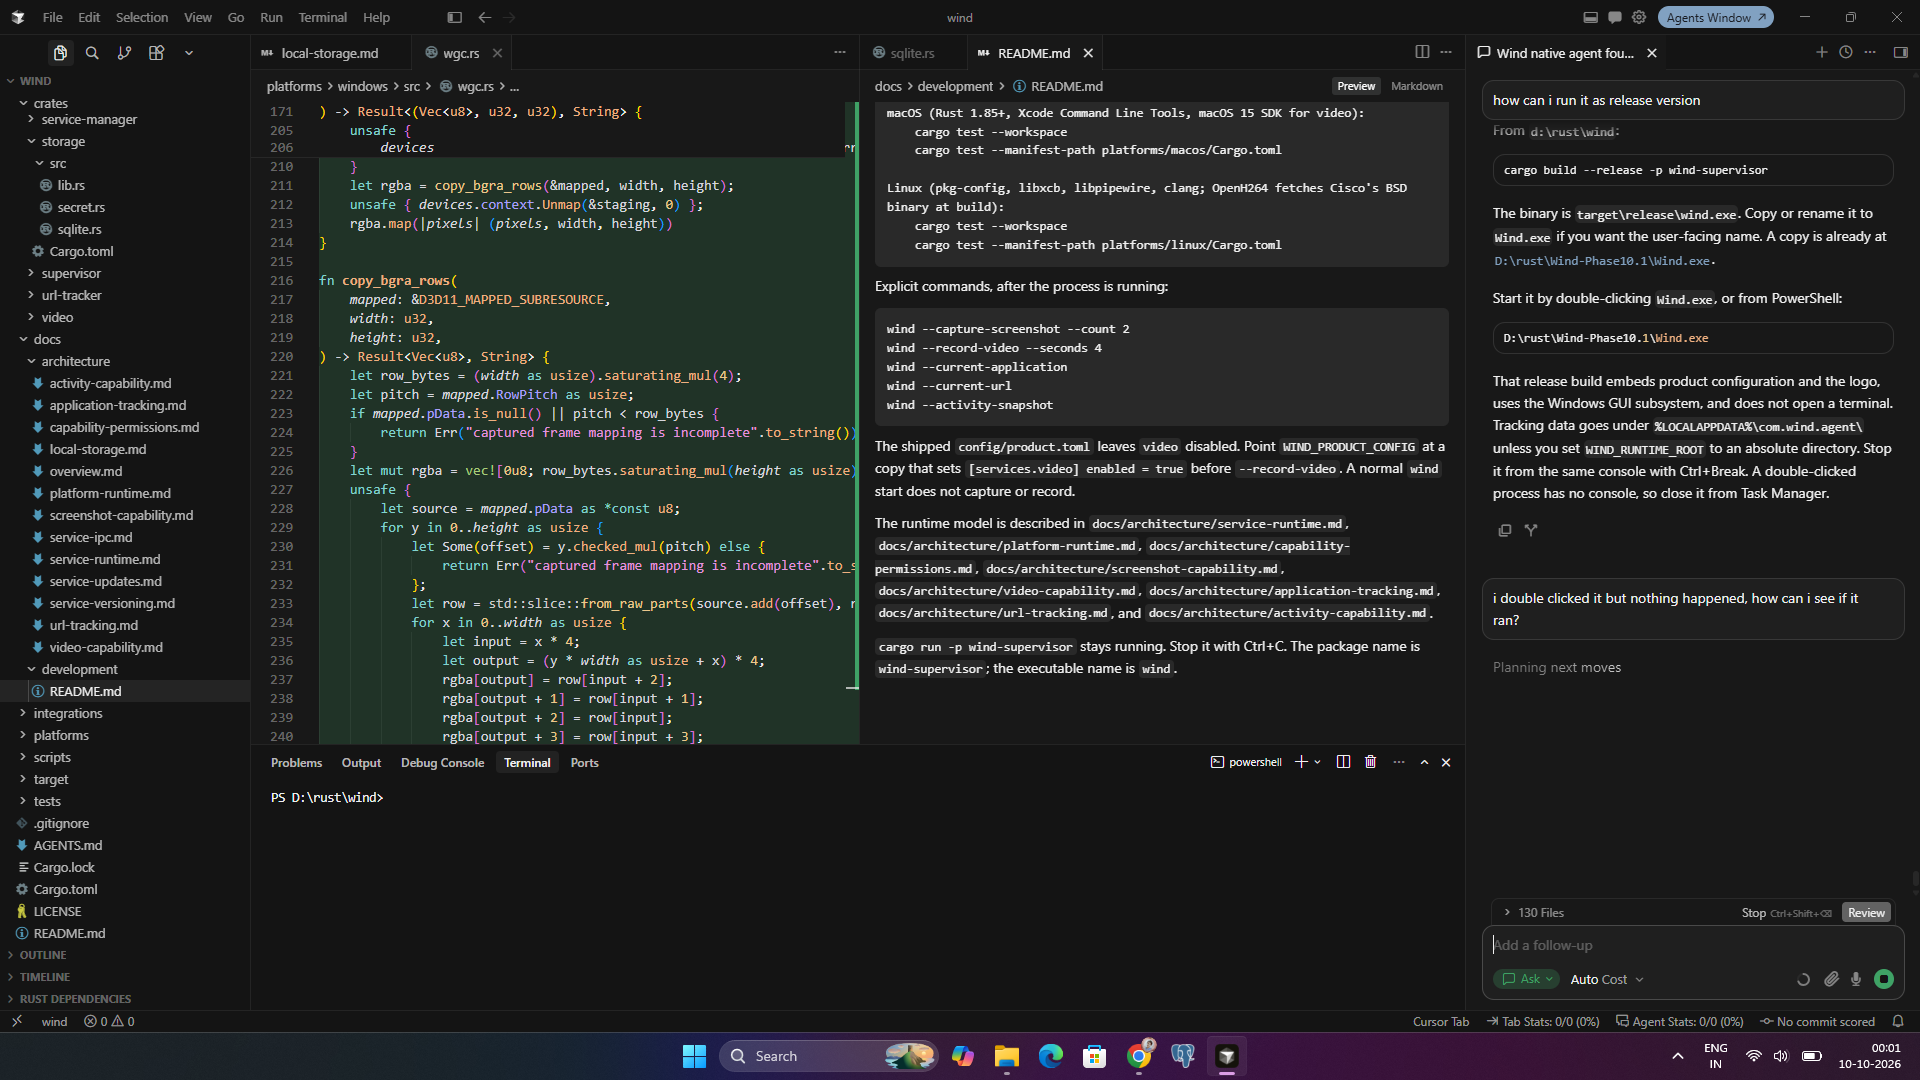 File Edit Selection View Go Run Terminal Help
wind
Agents Window ↗
WIND
crates
service-manager
storage
src
lib.rs
secret.rs
sqlite.rs
Cargo.toml
supervisor
url-tracker
video
docs
architecture
activity-capability.md
application-tracking.md
capability-permissions.md
local-storage.md
overview.md
platform-runtime.md
screenshot-capability.md
service-ipc.md
service-runtime.md
service-updates.md
service-versioning.md
url-tracking.md
video-capability.md
development
README.md
integrations
platforms
scripts
target
tests
.gitignore
AGENTS.md
Cargo.lock
Cargo.toml
LICENSE
README.md
OUTLINE
TIMELINE
RUST DEPENDENCIES
local-storage.md
wgc.rs
platforms > windows > src > wgc.rs > ...
171 ) -> Result<(Vec<u8>, u32, u32), String> {
205 unsafe {
206 devices
210 }
211 let rgba = copy_bgra_rows(&mapped, width, height);
212 unsafe { devices.context.Unmap(&staging, 0) };
213 rgba.map(|pixels| (pixels, width, height))
214 }
215
216 fn copy_bgra_rows(
217 mapped: &D3D11_MAPPED_SUBRESOURCE,
218 width: u32,
219 height: u32,
220 ) -> Result<Vec<u8>, String> {
221 let row_bytes = (width as usize).saturating_mul(4);
222 let pitch = mapped.RowPitch as usize;
223 if mapped.pData.is_null() || pitch < row_bytes {
224 return Err("captured frame mapping is incomplete".to_string())
225 }
226 let mut rgba = vec![0u8; row_bytes.saturating_mul(height as usize)
227 unsafe {
228 let source = mapped.pData as *const u8;
229 for y in 0..height as usize {
230 let Some(offset) = y.checked_mul(pitch) else {
231 return Err("captured frame mapping is incomplete".to_s
232 };
233 let row = std::slice::from_raw_parts(source.add(offset), r
234 for x in 0..width as usize {
235 let input = x * 4;
236 let output = (y * width as usize + x) * 4;
237 rgba[output] = row[input + 2];
238 rgba[output + 1] = row[input + 1];
239 rgba[output + 2] = row[input];
240 rgba[output + 3] = row[input + 3];
sqlite.rs
README.md
docs > development > README.md
Preview Markdown
macOS (Rust 1.85+, Xcode Command Line Tools, macOS 15 SDK for video):
cargo test --workspace
cargo test --manifest-path platforms/macos/Cargo.toml
Linux (pkg-config, libxcb, libpipewire, clang; OpenH264 fetches Cisco's BSD
binary at build):
cargo test --workspace
cargo test --manifest-path platforms/linux/Cargo.toml
Explicit commands, after the process is running:
wind --capture-screenshot --count 2
wind --record-video --seconds 4
wind --current-application
wind --current-url
wind --activity-snapshot
The shipped config/product.toml leaves video disabled. Point WIND_PRODUCT_CONFIG at a
copy that sets [services.video] enabled = true before --record-video. A normal wind
start does not capture or record.
The runtime model is described in docs/architecture/service-runtime.md,
docs/architecture/platform-runtime.md, docs/architecture/capability-
permissions.md, docs/architecture/screenshot-capability.md,
docs/architecture/video-capability.md, docs/architecture/application-tracking.md,
docs/architecture/url-tracking.md, and docs/architecture/activity-capability.md.
cargo run -p wind-supervisor stays running. Stop it with Ctrl+C. The package name is
wind-supervisor; the executable name is wind.
Problems Output Debug Console Terminal Ports
powershell
PS D:\rust\wind>
Wind native agent fou...
how can i run it as release version
From d:\rust\wind:
cargo build --release -p wind-supervisor
The binary is target\release\wind.exe. Copy or rename it to
Wind.exe if you want the user-facing name. A copy is already at
D:\rust\Wind-Phase10.1\Wind.exe.
Start it by double-clicking Wind.exe, or from PowerShell:
D:\rust\Wind-Phase10.1\Wind.exe
That release build embeds product configuration and the logo,
uses the Windows GUI subsystem, and does not open a terminal.
Tracking data goes under %LOCALAPPDATA%\com.wind.agent\
unless you set WIND_RUNTIME_ROOT to an absolute directory. Stop
it from the same console with Ctrl+Break. A double-clicked
process has no console, so close it from Task Manager.
i double clicked it but nothing happened, how can i see if it
ran?
Planning next moves
130 Files
Stop Ctrl+Shift+⌫ Review
Add a follow-up
Ask Auto Cost
wind 0 0
Cursor Tab Tab Stats: 0/0 (0%) Agent Stats: 0/0 (0%) No commit scored
Search
ENG
IN
00:01
10-10-2026